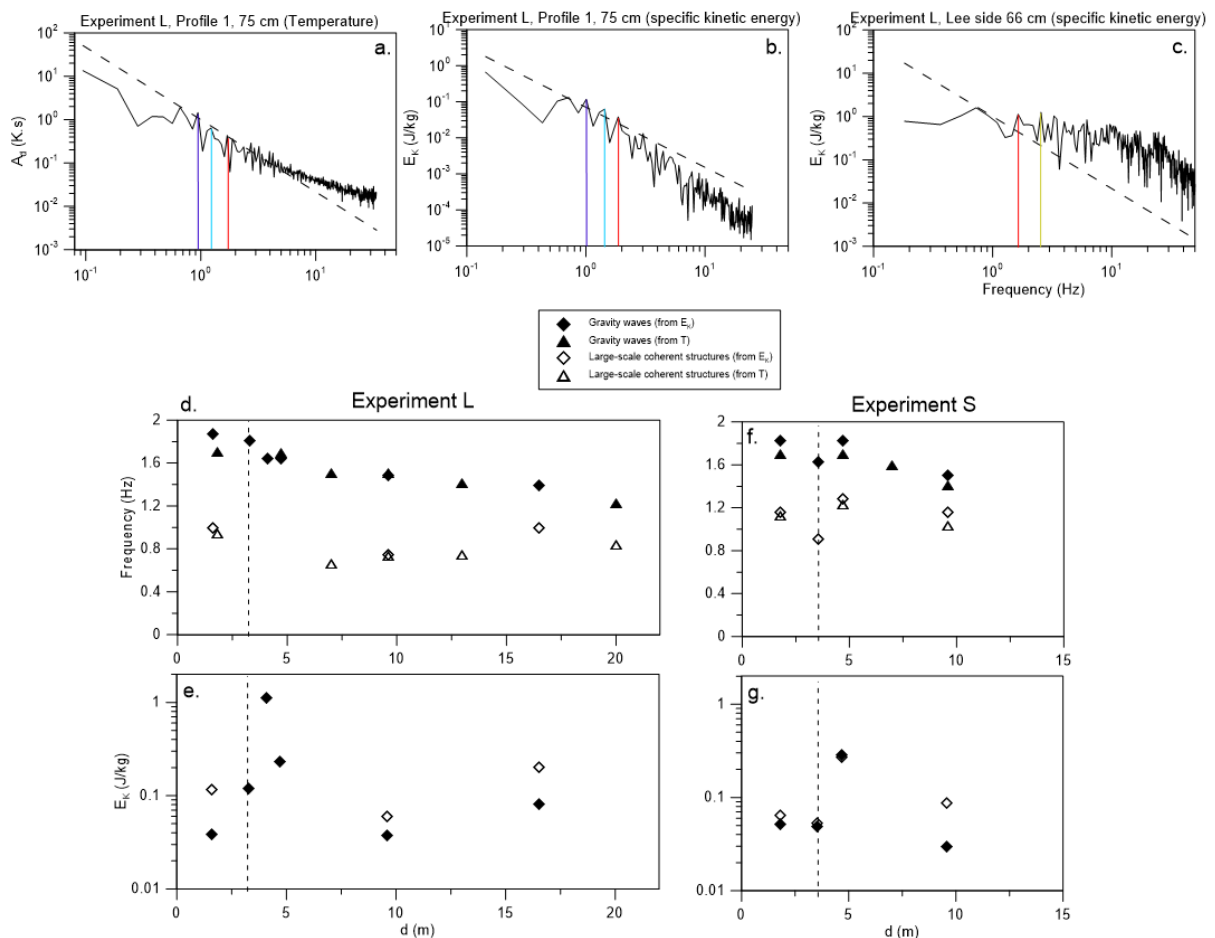 Experiment L, Profile 1, 75 cm (Temperature)
a.
A_d (K.s)
10^2
10^1
10^0
10^-1
10^-2
10^-3
10^-1
10^0
10^1
Experiment L, Profile 1, 75 cm (specific kinetic energy)
b.
E_K (J/kg)
10^1
10^0
10^-1
10^-2
10^-3
10^-4
10^-5
10^-1
10^0
10^1
Experiment L, Lee side 66 cm (specific kinetic energy)
c.
E_K (J/kg)
10^2
10^1
10^0
10^-1
10^-2
10^-3
10^-1
10^0
10^1
Frequency (Hz)
Gravity waves (from E_K)
Gravity waves (from T)
Large-scale coherent structures (from E_K)
Large-scale coherent structures (from T)
Experiment L
d.
Frequency (Hz)
2
1.6
1.2
0.8
0.4
0
0
5
10
15
20
Experiment S
f.
2
1.6
1.2
0.8
0.4
0
0
5
10
15
e.
E_K (J/kg)
1
0.1
0.01
0
5
10
15
20
d (m)
g.
1
0.1
0.01
0
5
10
15
d (m)